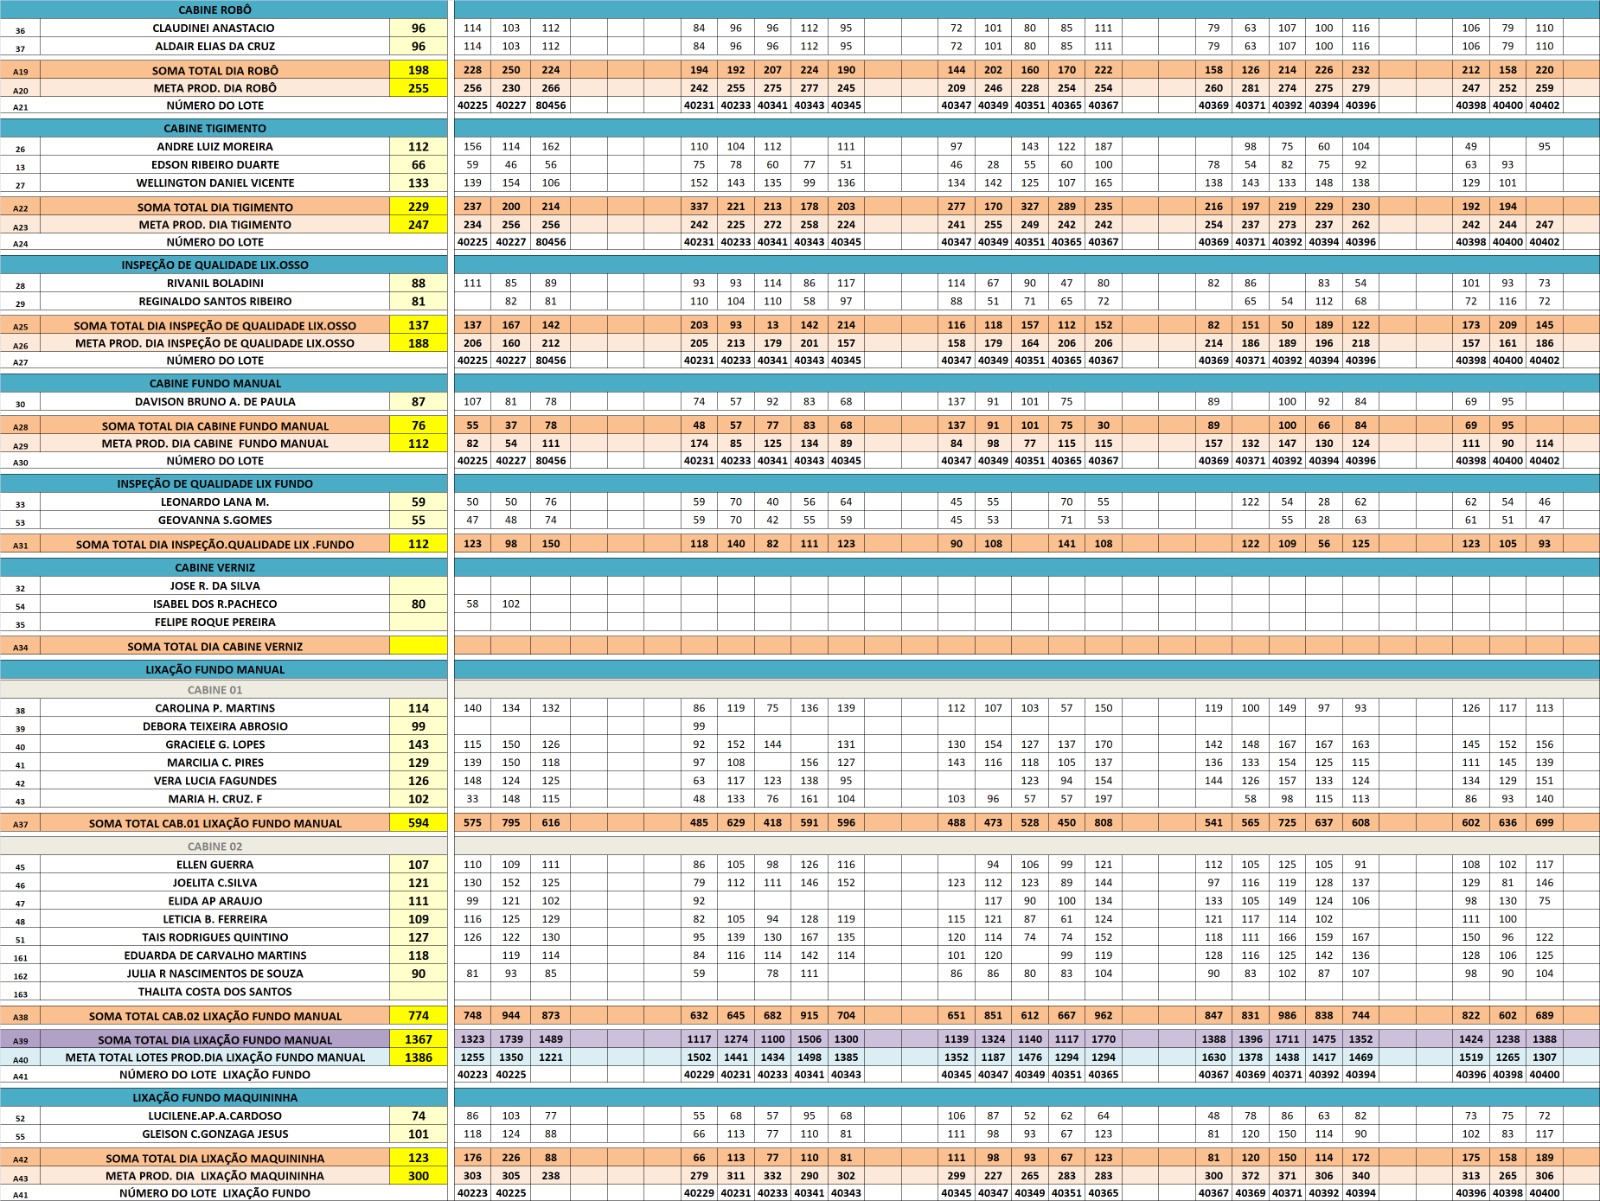 CABINE ROBÔ
36 CLAUDINEI ANASTACIO 96 114 103 112 84 96 96 112 95 72 101 80 85 111 79 63 107 100 116 106 79 110
37 ALDAIR ELIAS DA CRUZ 96 114 103 112 84 96 96 112 95 72 101 80 85 111 79 63 107 100 116 106 79 110
A19 SOMA TOTAL DIA ROBÔ 198 228 250 224 194 192 207 224 190 144 202 160 170 222 158 126 214 226 232 212 158 220
A20 META PROD. DIA ROBÔ 255 256 230 266 242 255 275 277 245 209 246 228 254 254 260 281 274 275 279 247 252 259
A21 NÚMERO DO LOTE 40225 40227 80456 40231 40233 40341 40343 40345 40347 40349 40351 40365 40367 40369 40371 40392 40394 40396 40398 40400 40402
CABINE TIGIMENTO
26 ANDRE LUIZ MOREIRA 112 156 114 162 110 104 112 111 97 143 122 187 98 75 60 104 49 95
13 EDSON RIBEIRO DUARTE 66 59 46 56 75 78 60 77 51 46 28 55 60 100 78 54 82 75 92 63 93
27 WELLINGTON DANIEL VICENTE 133 139 154 106 152 143 135 99 136 134 142 125 107 165 138 143 133 148 138 129 101
A22 SOMA TOTAL DIA TIGIMENTO 229 237 200 214 337 221 213 178 203 277 170 327 289 235 216 197 219 229 230 192 194
A23 META PROD. DIA TIGIMENTO 247 234 256 256 242 225 272 258 224 241 255 249 242 242 254 237 273 237 262 242 244 247
A24 NÚMERO DO LOTE 40225 40227 80456 40231 40233 40341 40343 40345 40347 40349 40351 40365 40367 40369 40371 40392 40394 40396 40398 40400 40402
INSPEÇÃO DE QUALIDADE LIX.OSSO
28 RIVANIL BOLADINI 88 111 85 89 93 93 114 86 117 114 67 90 47 80 82 86 83 54 101 93 73
29 REGINALDO SANTOS RIBEIRO 81 82 81 110 104 110 58 97 88 51 71 65 72 65 54 112 68 72 116 72
A25 SOMA TOTAL DIA INSPEÇÃO DE QUALIDADE LIX.OSSO 137 137 167 142 203 93 13 142 214 116 118 157 112 152 82 151 50 189 122 173 209 145
A26 META PROD. DIA INSPEÇÃO DE QUALIDADE LIX.OSSO 188 206 160 212 205 213 179 201 157 158 179 164 206 206 214 186 189 196 218 157 161 186
A27 NÚMERO DO LOTE 40225 40227 80456 40231 40233 40341 40343 40345 40347 40349 40351 40365 40367 40369 40371 40392 40394 40396 40398 40400 40402
CABINE FUNDO MANUAL
30 DAVISON BRUNO A. DE PAULA 87 107 81 78 74 57 92 83 68 137 91 101 75 89 100 92 84 69 95
A28 SOMA TOTAL DIA CABINE FUNDO MANUAL 76 55 37 78 48 57 77 83 68 137 91 101 75 30 89 100 66 84 69 95
A29 META PROD. DIA CABINE  FUNDO MANUAL 112 82 54 111 174 85 125 134 89 84 98 77 115 115 157 132 147 130 124 111 90 114
A30 NÚMERO DO LOTE 40225 40227 80456 40231 40233 40341 40343 40345 40347 40349 40351 40365 40367 40369 40371 40392 40394 40396 40398 40400 40402
INSPEÇÃO DE QUALIDADE LIX FUNDO
33 LEONARDO LANA M. 59 50 50 76 59 70 40 56 64 45 55 70 55 122 54 28 62 62 54 46
53 GEOVANNA S.GOMES 55 47 48 74 59 70 42 55 59 45 53 71 53 55 28 63 61 51 47
A31 SOMA TOTAL DIA INSPEÇÃO.QUALIDADE LIX .FUNDO 112 123 98 150 118 140 82 111 123 90 108 141 108 122 109 56 125 123 105 93
CABINE VERNIZ
32 JOSE R. DA SILVA
54 ISABEL DOS R.PACHECO 80 58 102
35 FELIPE ROQUE PEREIRA
A34 SOMA TOTAL DIA CABINE VERNIZ
LIXAÇÃO FUNDO MANUAL
CABINE 01
38 CAROLINA P. MARTINS 114 140 134 132 86 119 75 136 139 112 107 103 57 150 119 100 149 97 93 126 117 113
39 DEBORA TEIXEIRA ABROSIO 99 99
40 GRACIELE G. LOPES 143 115 150 126 92 152 144 131 130 154 127 137 170 142 148 167 167 163 145 152 156
41 MARCILIA C. PIRES 129 139 150 118 97 108 156 127 143 116 118 105 137 136 133 154 125 115 111 145 139
42 VERA LUCIA FAGUNDES 126 148 124 125 63 117 123 138 95 123 94 154 144 126 157 133 124 134 129 151
43 MARIA H. CRUZ. F 102 33 148 115 48 133 76 161 104 103 96 57 57 197 58 98 115 113 86 93 140
A37 SOMA TOTAL CAB.01 LIXAÇÃO FUNDO MANUAL 594 575 795 616 485 629 418 591 596 488 473 528 450 808 541 565 725 637 608 602 636 699
CABINE 02
45 ELLEN GUERRA 107 110 109 111 86 105 98 126 116 94 106 99 121 112 105 125 105 91 108 102 117
46 JOELITA C.SILVA 121 130 152 125 79 112 111 146 152 123 112 123 89 144 97 116 119 128 137 129 81 146
47 ELIDA AP ARAUJO 111 99 121 102 92 117 90 100 134 133 105 149 124 106 98 130 75
48 LETICIA B. FERREIRA 109 116 125 129 82 105 94 128 119 115 121 87 61 124 121 117 114 102 111 100
51 TAIS RODRIGUES QUINTINO 127 126 122 130 95 139 130 167 135 120 114 74 74 152 118 111 166 159 167 150 96 122
161 EDUARDA DE CARVALHO MARTINS 118 119 114 84 116 114 142 114 101 120 99 119 128 116 125 142 136 128 106 125
162 JULIA R NASCIMENTOS DE SOUZA 90 81 93 85 59 78 111 86 86 80 83 104 90 83 102 87 107 98 90 104
163 THALITA COSTA DOS SANTOS
A38 SOMA TOTAL CAB.02 LIXAÇÃO FUNDO MANUAL 774 748 944 873 632 645 682 915 704 651 851 612 667 962 847 831 986 838 744 822 602 689
A39 SOMA TOTAL DIA LIXAÇÃO FUNDO MANUAL 1367 1323 1739 1489 1117 1274 1100 1506 1300 1139 1324 1140 1117 1770 1388 1396 1711 1475 1352 1424 1238 1388
A40 META TOTAL LOTES PROD.DIA LIXAÇÃO FUNDO MANUAL 1386 1255 1350 1221 1502 1441 1434 1498 1385 1352 1187 1476 1294 1294 1630 1378 1438 1417 1469 1519 1265 1307
A41 NÚMERO DO LOTE  LIXAÇÃO FUNDO 40223 40225 40229 40231 40233 40341 40343 40345 40347 40349 40351 40365 40367 40369 40371 40392 40394 40396 40398 40400
LIXAÇÃO FUNDO MAQUININHA
52 LUCILENE.AP.A.CARDOSO 74 86 103 77 55 68 57 95 68 106 87 52 62 64 48 78 86 63 82 73 75 72
55 GLEISON C.GONZAGA JESUS 101 118 124 88 66 113 77 110 81 111 98 93 67 123 81 120 150 114 90 102 83 117
A42 SOMA TOTAL DIA LIXAÇÃO MAQUININHA 123 176 226 88 66 113 77 110 81 111 98 93 67 123 81 120 150 114 172 175 158 189
A43 META PROD. DIA  LIXAÇÃO MAQUININHA 300 303 305 238 279 311 332 290 302 299 227 265 283 283 300 372 371 306 340 313 265 306
A41 NÚMERO DO LOTE  LIXAÇÃO FUNDO 40223 40225 40229 40231 40233 40341 40343 40345 40347 40349 40351 40365 40367 40369 40371 40392 40394 40396 40398 40400